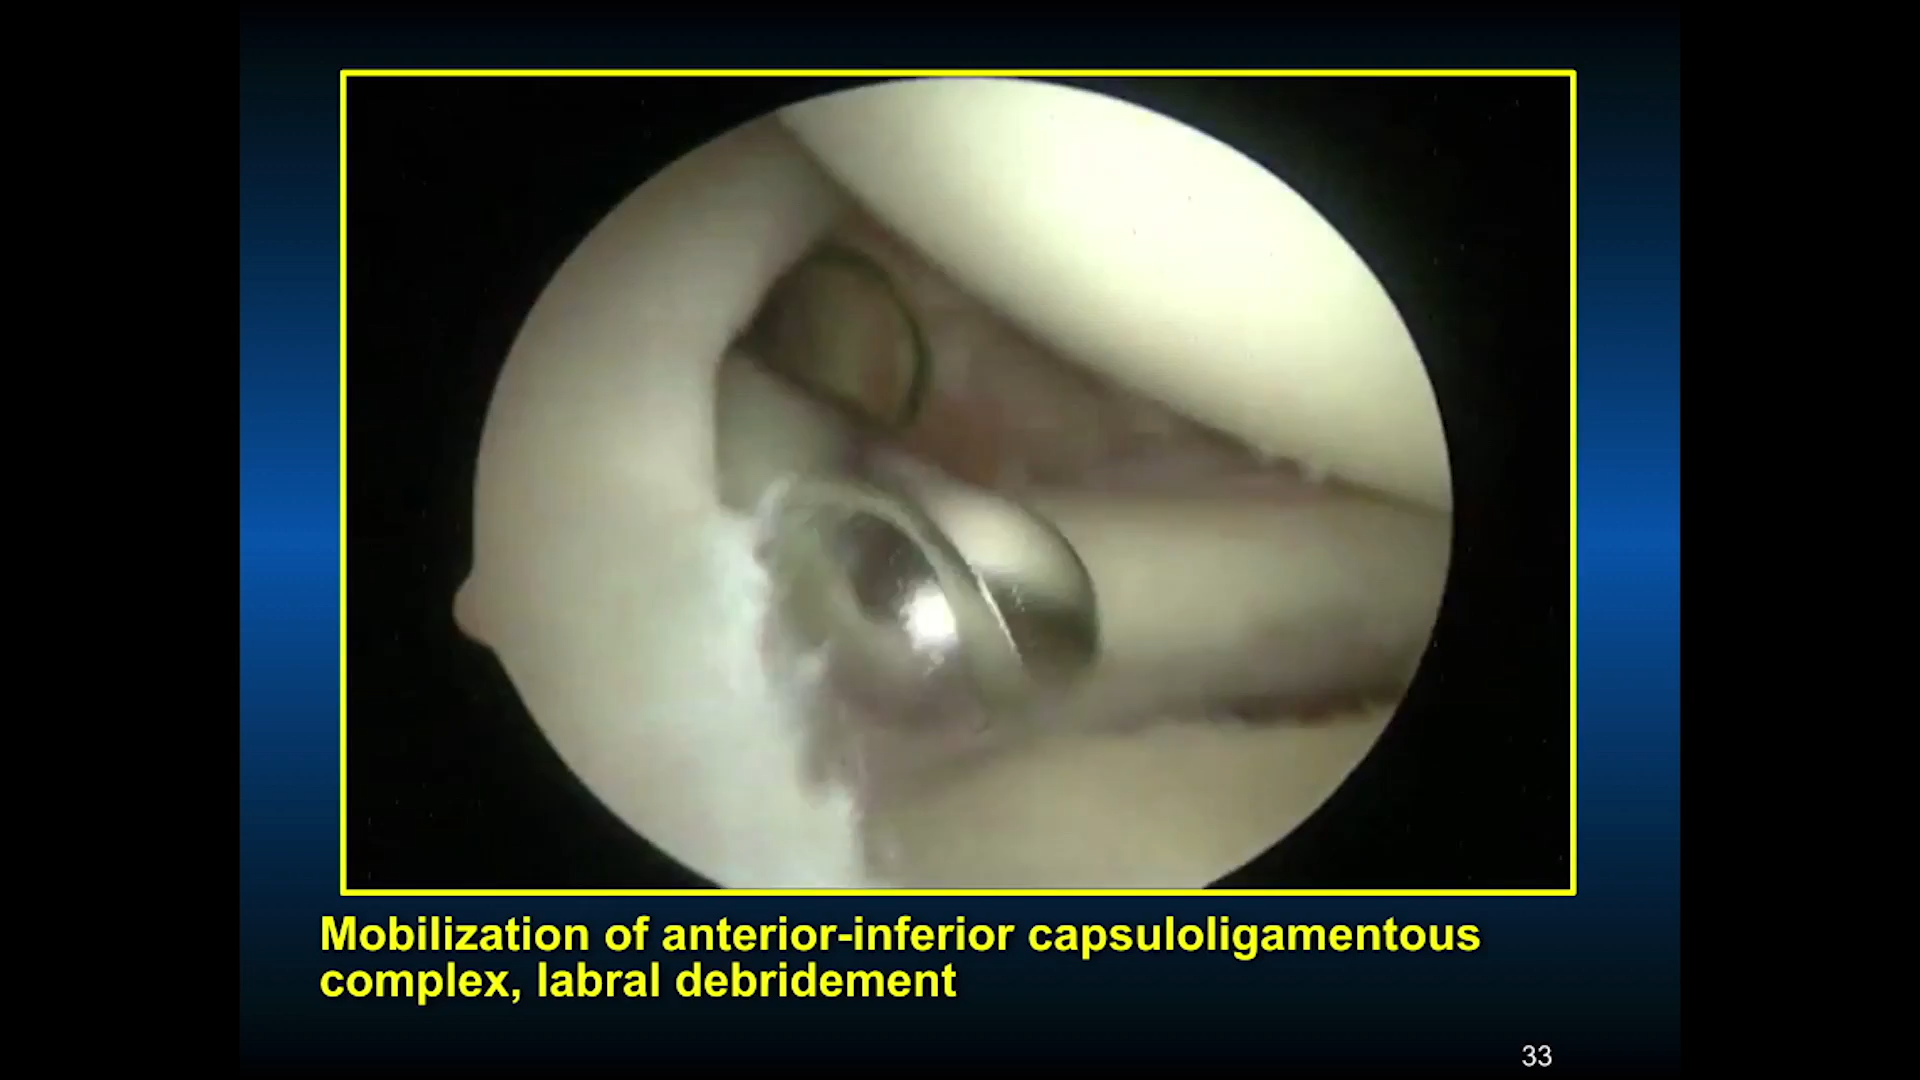 Mobilization of anterior-inferior capsuloligamentous
complex, labral debridement
33